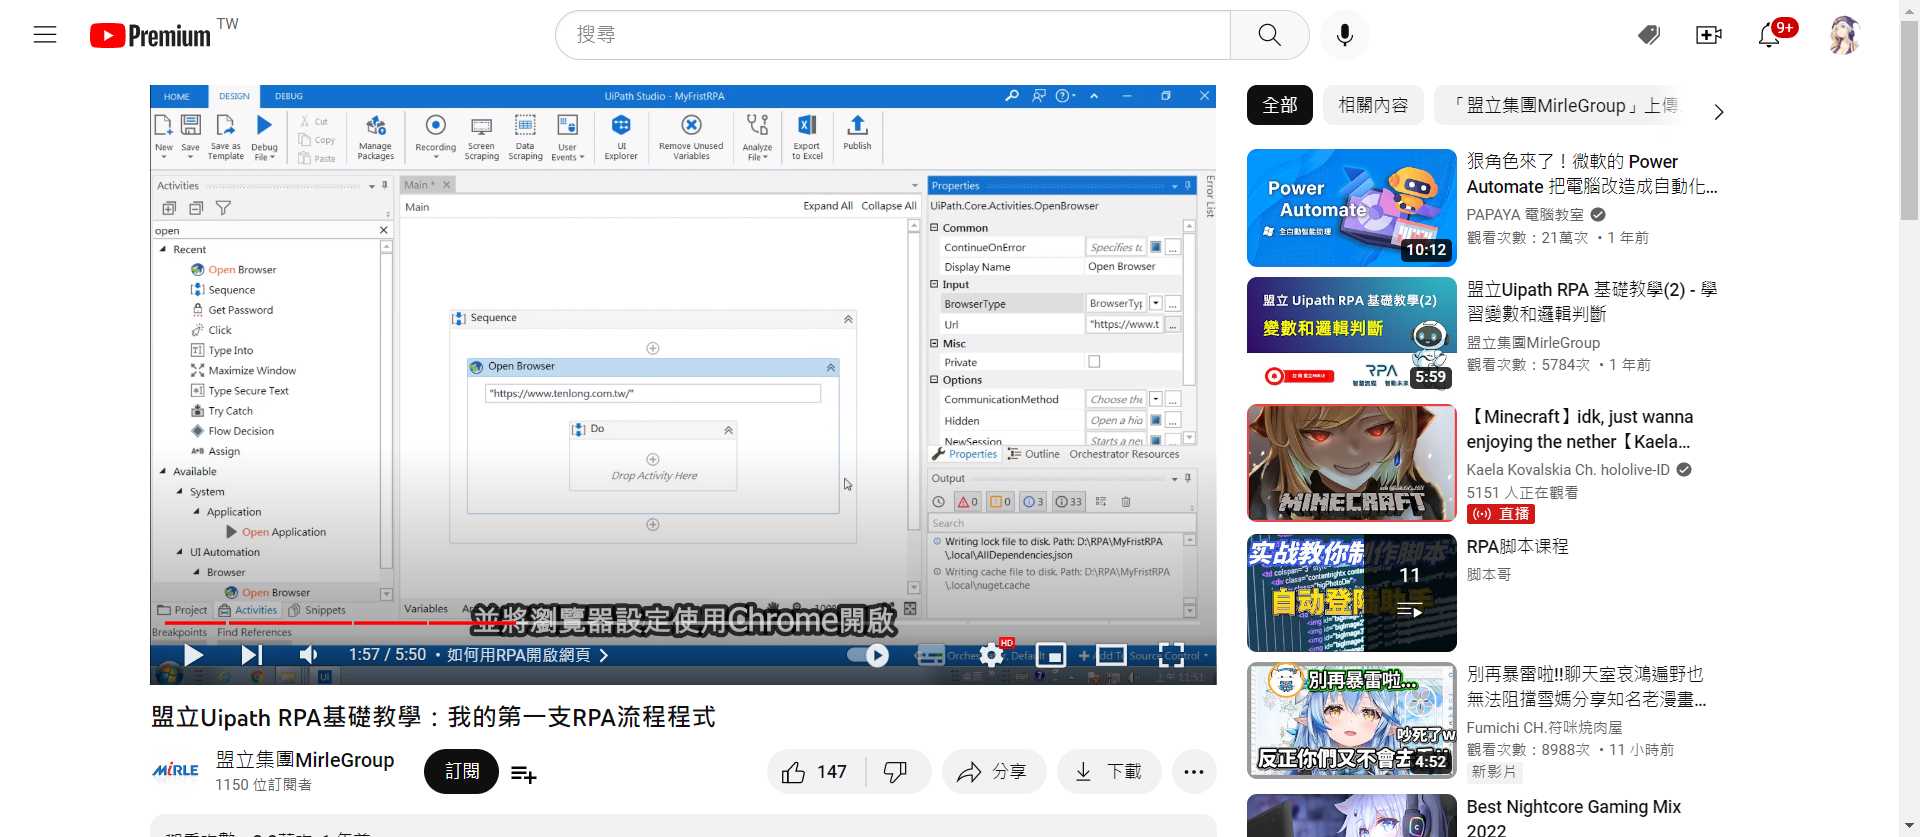 Premium TW
搜尋
9+
HOME DESIGN DEBUG
UiPath Studio - MyFristRPA
New
Save
Save as Template
Debug File
Cut
Copy
Paste
Manage Packages
Recording
Screen Scraping
Data Scraping
User Events
UI Explorer
Remove Unused Variables
Analyze File
Export to Excel
Publish
Activities
open
Recent
Open Browser
Sequence
Get Password
Click
Type Into
Maximize Window
Type Secure Text
Try Catch
Flow Decision
Assign
Available
System
Application
Open Application
UI Automation
Browser
Open Browser
Project Activities Snippets
Breakpoints Find References
Main *
Main
Expand All Collapse All
Sequence
Open Browser
"https://www.tenlong.com.tw/"
Do
Drop Activity Here
Variables
並將瀏覽器設定使用Chrome開啟
Properties
UiPath.Core.Activities.OpenBrowser
Common
ContinueOnError Specifies to
Display Name Open Browser
Input
BrowserType BrowserTyp
Url "https://www.t
Misc
Private
Options
CommunicationMethod Choose the
Hidden Open a hid
NewSession Starts a nev
Properties Outline Orchestrator Resources
Output
0 0 3 33
Search
Writing lock file to disk. Path: D:\RPA\MyFristRPA
\.local\AllDependencies.json
Writing cache file to disk. Path: D:\RPA\MyFristRPA
\.local\nuget.cache
Error List
1:57 / 5:50 • 如何用RPA開啟網頁
HD
盟立Uipath RPA基礎教學：我的第一支RPA流程程式
MiRLE
盟立集團MirleGroup
1150 位訂閱者
訂閱
147
分享
下載
全部
相關內容
「盟立集團MirleGroup」上傳
Power
Automate
全自動智能助理
10:12
狠角色來了！微軟的 Power
Automate 把電腦改造成自動化...
PAPAYA 電腦教室
觀看次數：21萬次 • 1 年前
盟立 Uipath RPA 基礎教學(2)
變數和邏輯判斷
RPA
5:59
盟立Uipath RPA 基礎教學(2) - 學
習變數和邏輯判斷
盟立集團MirleGroup
觀看次數：5784次 • 1 年前
MINECRAFT
【Minecraft】idk, just wanna
enjoying the nether【Kaela...
Kaela Kovalskia Ch. hololive-ID
5151 人正在觀看
直播
实战教你制作脚本
自动登陆助手
11
RPA脚本课程
脚本哥
別再暴雷啦...
吵死了w
反正你們又不會去
4:52
別再暴雷啦!!聊天室哀鴻遍野也
無法阻擋雪媽分享知名老漫畫...
Fumichi CH.符咪燒肉屋
觀看次數：8988次 • 11 小時前
新影片
Best Nightcore Gaming Mix
2022